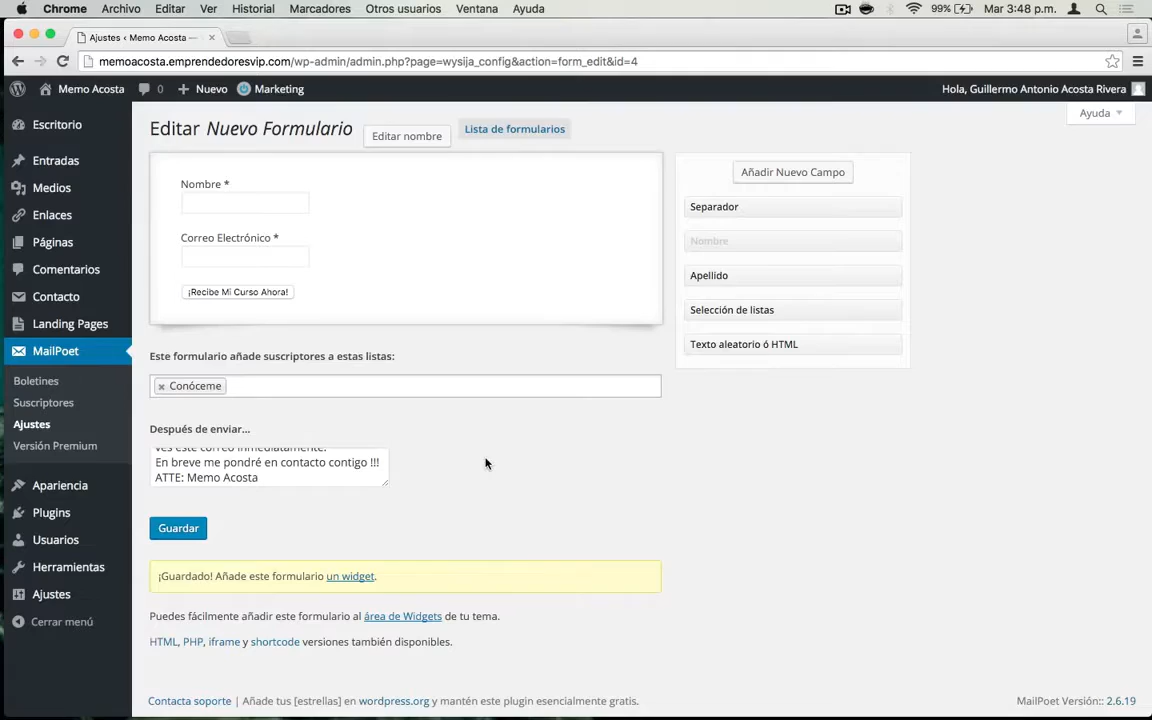 Chrome Archivo Editar Ver Historial Marcadores Otros usuarios Ventana Ayuda 99% Mar 3:48 p.m.
Ajustes ‹ Memo Acosta —
memoacosta.emprendedoresvip.com/wp-admin/admin.php?page=wysija_config&action=form_edit&id=4
Memo Acosta 0 Nuevo Marketing Hola, Guillermo Antonio Acosta Rivera
Ayuda
Escritorio
Entradas
Medios
Enlaces
Páginas
Comentarios
Contacto
Landing Pages
MailPoet
Boletines
Suscriptores
Ajustes
Versión Premium
Apariencia
Plugins
Usuarios
Herramientas
Ajustes
Cerrar menú
Editar Nuevo Formulario Editar nombre Lista de formularios
Nombre *
Correo Electrónico *
¡Recibe Mi Curso Ahora!
Añadir Nuevo Campo
Separador
Nombre
Apellido
Selección de listas
Texto aleatorio ó HTML
Este formulario añade suscriptores a estas listas:
Conóceme
Después de enviar...
ves este correo inmediatamente.
En breve me pondré en contacto contigo !!!
ATTE: Memo Acosta
Guardar
¡Guardado! Añade este formulario un widget.
Puedes fácilmente añadir este formulario al área de Widgets de tu tema.
HTML, PHP, iframe y shortcode versiones también disponibles.
Contacta soporte | Añade tus [estrellas] en wordpress.org y mantén este plugin esencialmente gratis.
MailPoet Versión:: 2.6.19